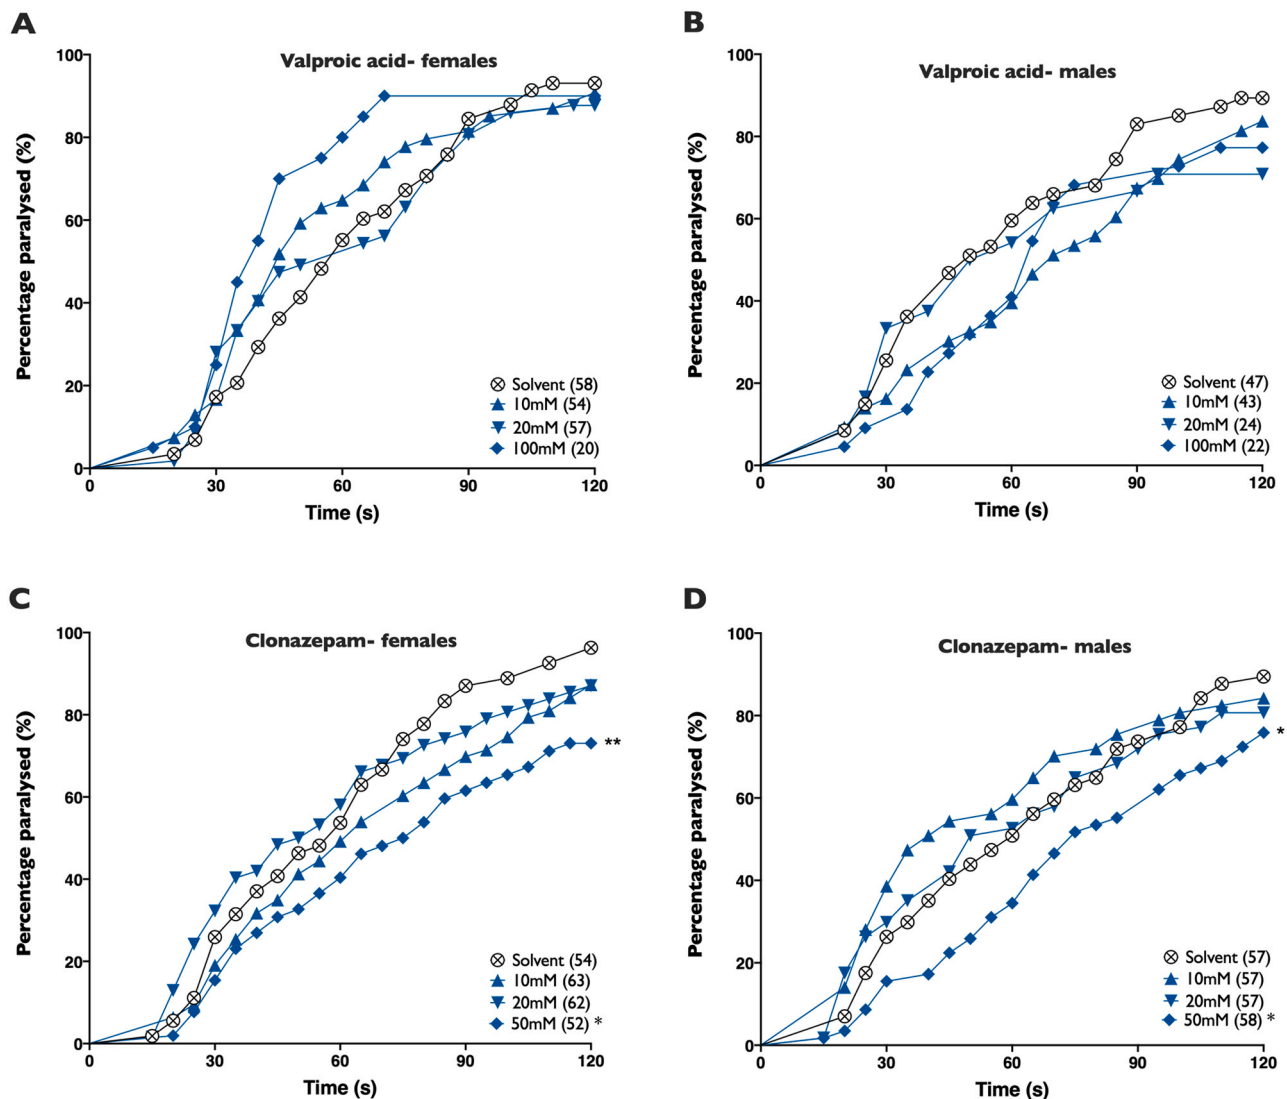 A
Valproic acid- females
Percentage paralysed (%)
100
80
60
40
20
0
0 30 60 90 120
Time (s)
Solvent (58)
10mM (54)
20mM (57)
100mM (20)
B
Valproic acid- males
Percentage paralysed (%)
100
80
60
40
20
0
0 30 60 90 120
Time (s)
Solvent (47)
10mM (43)
20mM (24)
100mM (22)
C
Clonazepam- females
Percentage paralysed (%)
100
80
60
40
20
0
0 30 60 90 120
Time (s)
**
Solvent (54)
10mM (63)
20mM (62)
50mM (52) *
D
Clonazepam- males
Percentage paralysed (%)
100
80
60
40
20
0
0 30 60 90 120
Time (s)
*
Solvent (57)
10mM (57)
20mM (57)
50mM (58) *